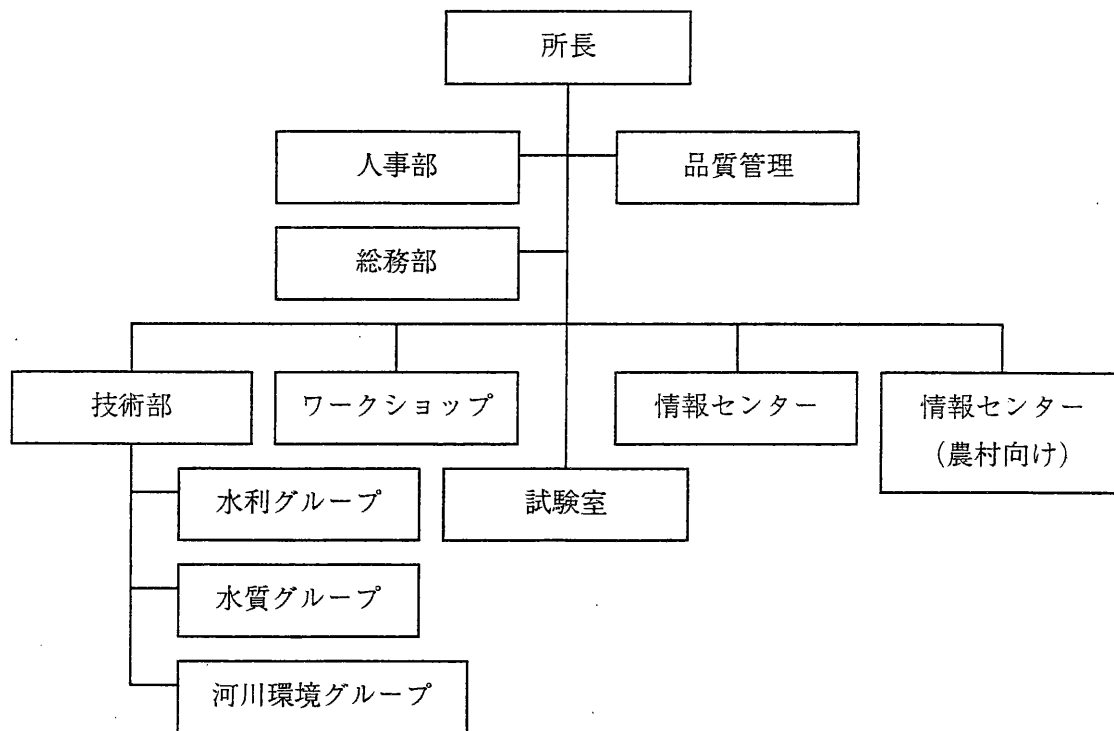 所長
人事部
品質管理
総務部
技術部
ワークショップ
情報センター
情報センター
（農村向け）
水利グループ
試験室
水質グループ
河川環境グループ